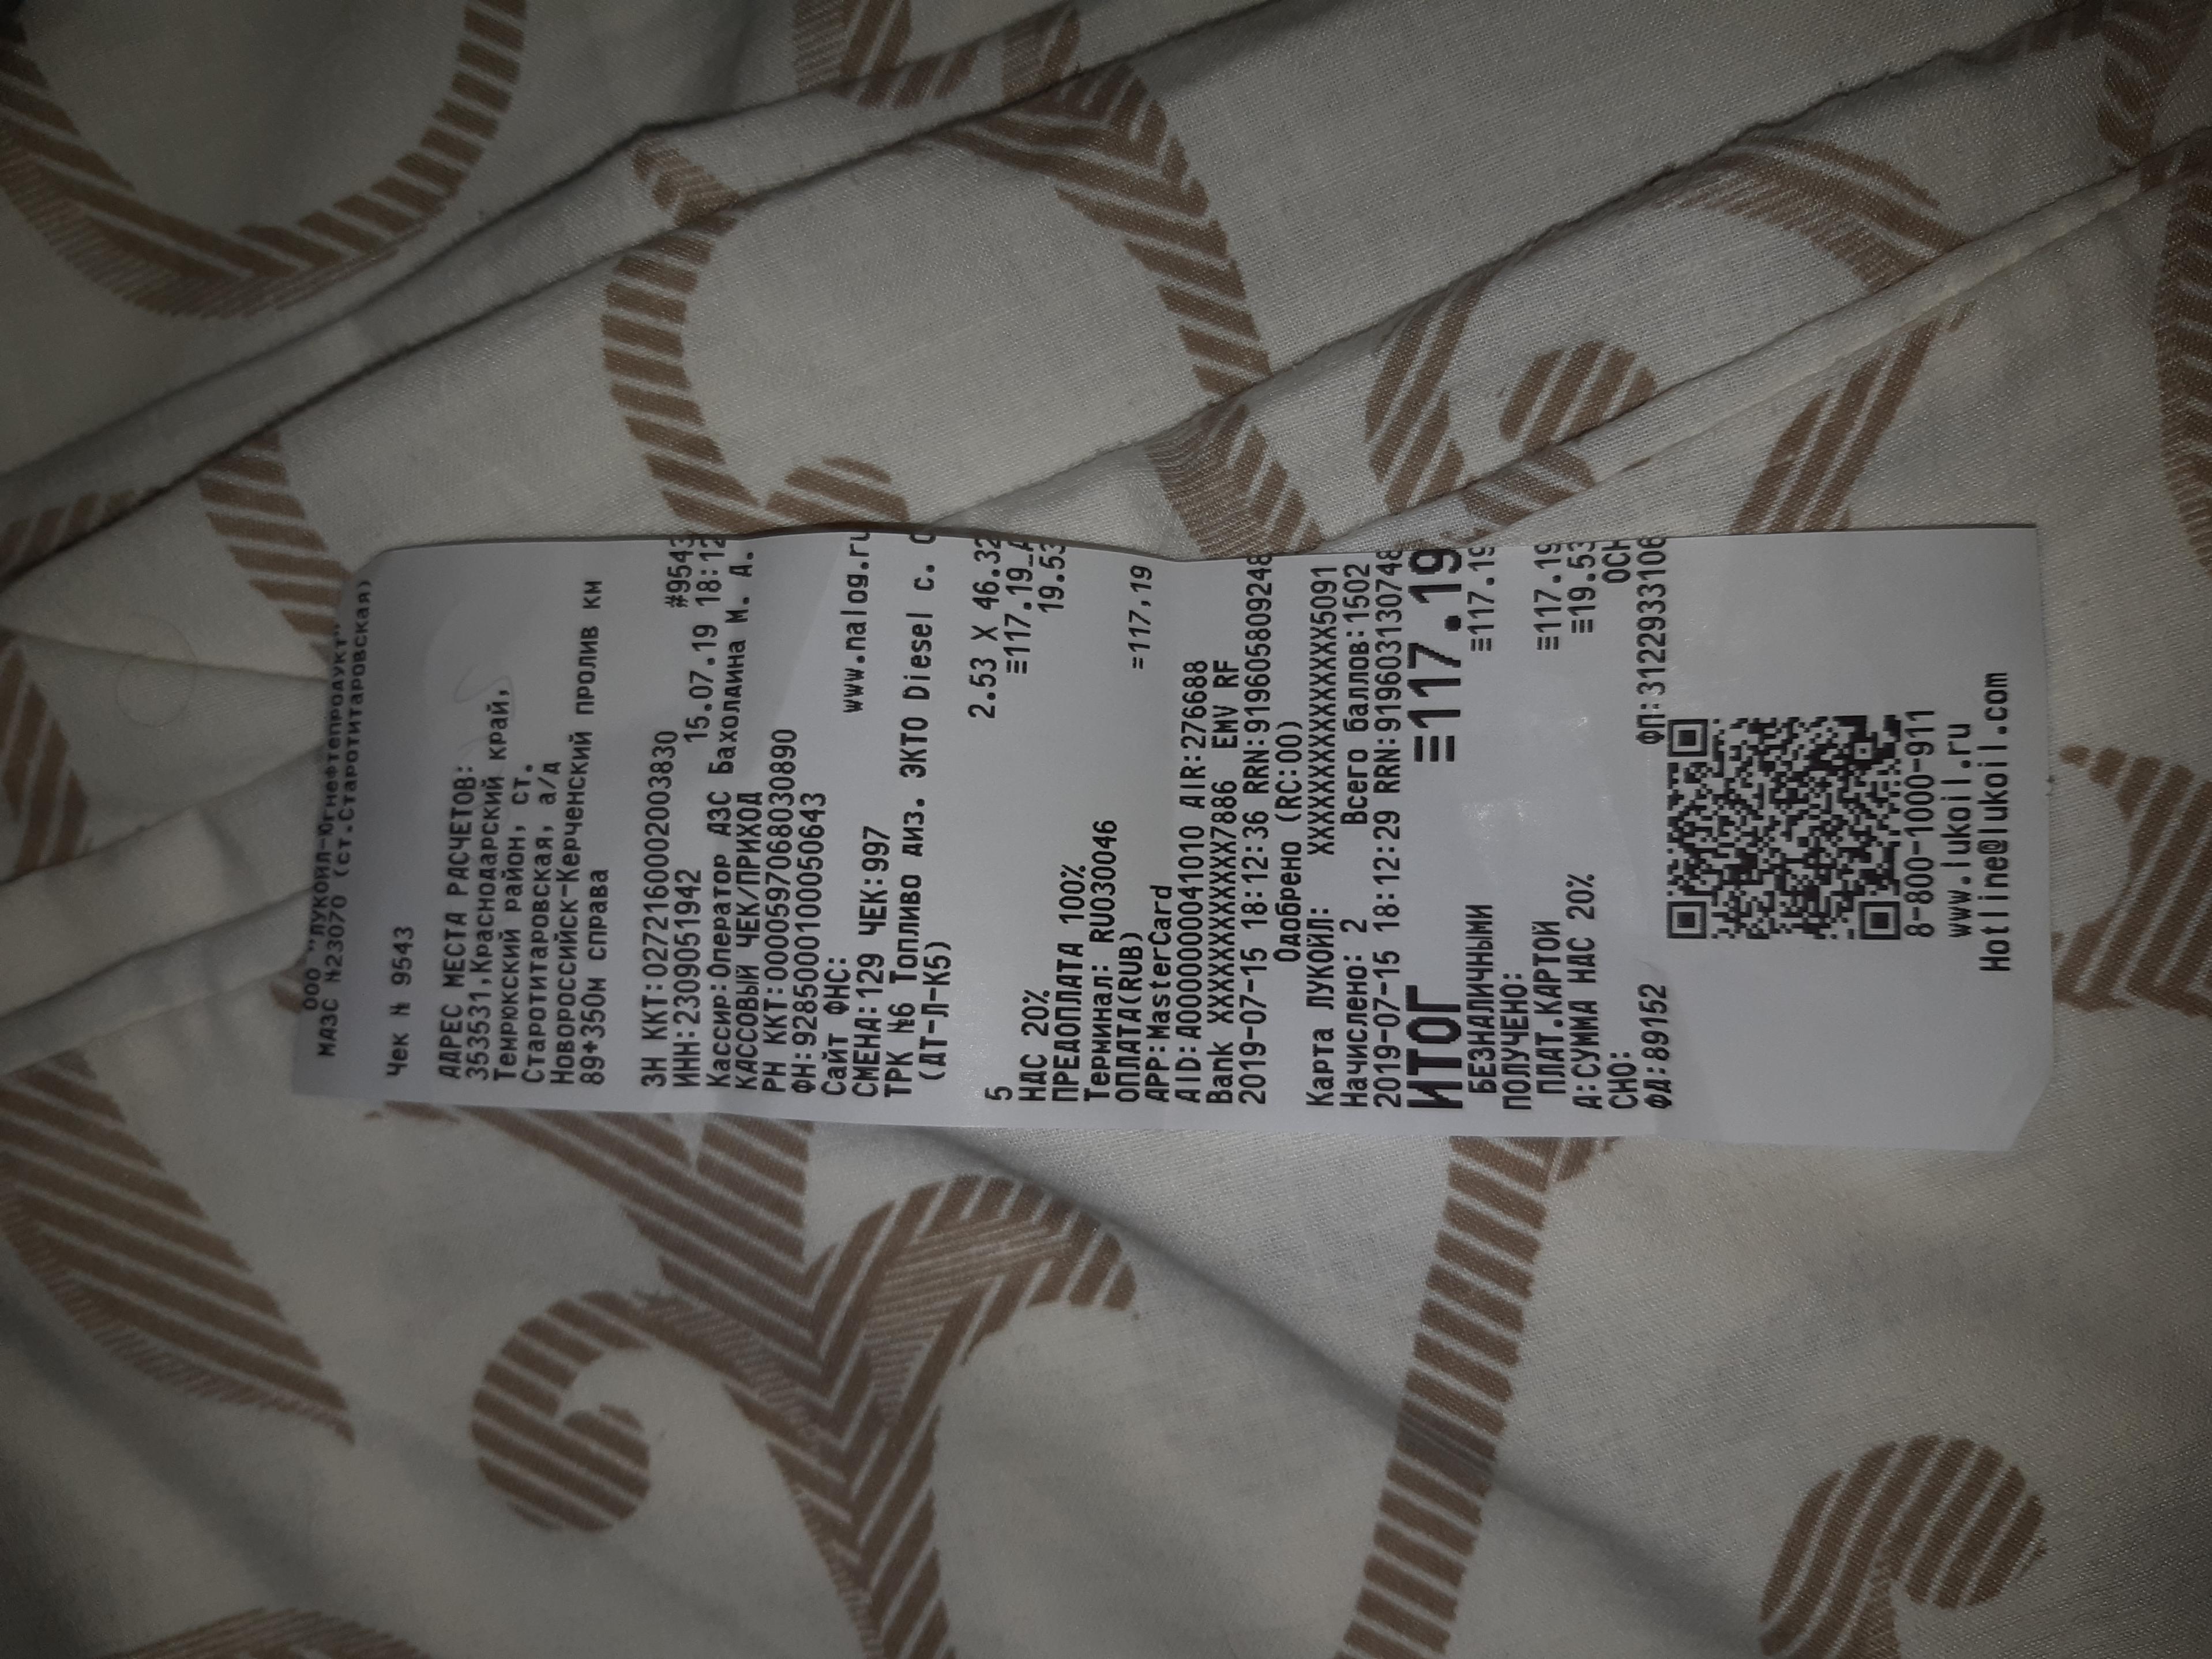 ООО "ЛУКОЙЛ-Югнефтепродукт"
МАЗС №23070 (ст.Старотитаровская)
Чек № 9543
АДРЕС МЕСТА РАСЧЕТОВ:
353531,Краснодарский край,
Темрюкский район, ст.
Старотитаровская, а/д
Новороссийск-Керченский пролив км
89+350м справа
#9543
ЗН ККТ:0272160002003830
ИНН:2309051942 15.07.19 18:12
Кассир:Оператор АЗС Бахолдина М. А.
КАССОВЫЙ ЧЕК/ПРИХОД
РН ККТ:0000597068030890
ФН:9285000100050643
Сайт ФНС: www.nalog.ru
СМЕНА:129 ЧЕК:997
ТРК №6 Топливо диз. ЭКТО Diesel с. с
(ДТ-Л-К5)
2.53 X 46.32
5 ≡117.19_А
НДС 20% 19.53
ПРЕДОПЛАТА 100%
Терминал: RU030046
ОПЛАТА(RUB) =117,19
APP:MasterCard
AID:A0000000041010 AIR:276688
Bank XXXXXXXXXXXX7886 EMV RF
2019-07-15 18:12:36 RRN:919605809248
Одобрено (RC:00)
Карта ЛУКОЙЛ: XXXXXXXXXXXXXXX5091
Начислено: 2 Всего баллов:1502
2019-07-15 18:12:29 RRN:919603130748
ИТОГ ≡117.19
БЕЗНАЛИЧНЫМИ ≡117.19
ПОЛУЧЕНО:
ПЛАТ.КАРТОЙ ≡117.19
А:СУММА НДС 20% ≡19.53
СНО: ОСН
ФД:89152 ФП:3122933106
8-800-1000-911
www.lukoil.ru
Hotline@lukoil.com